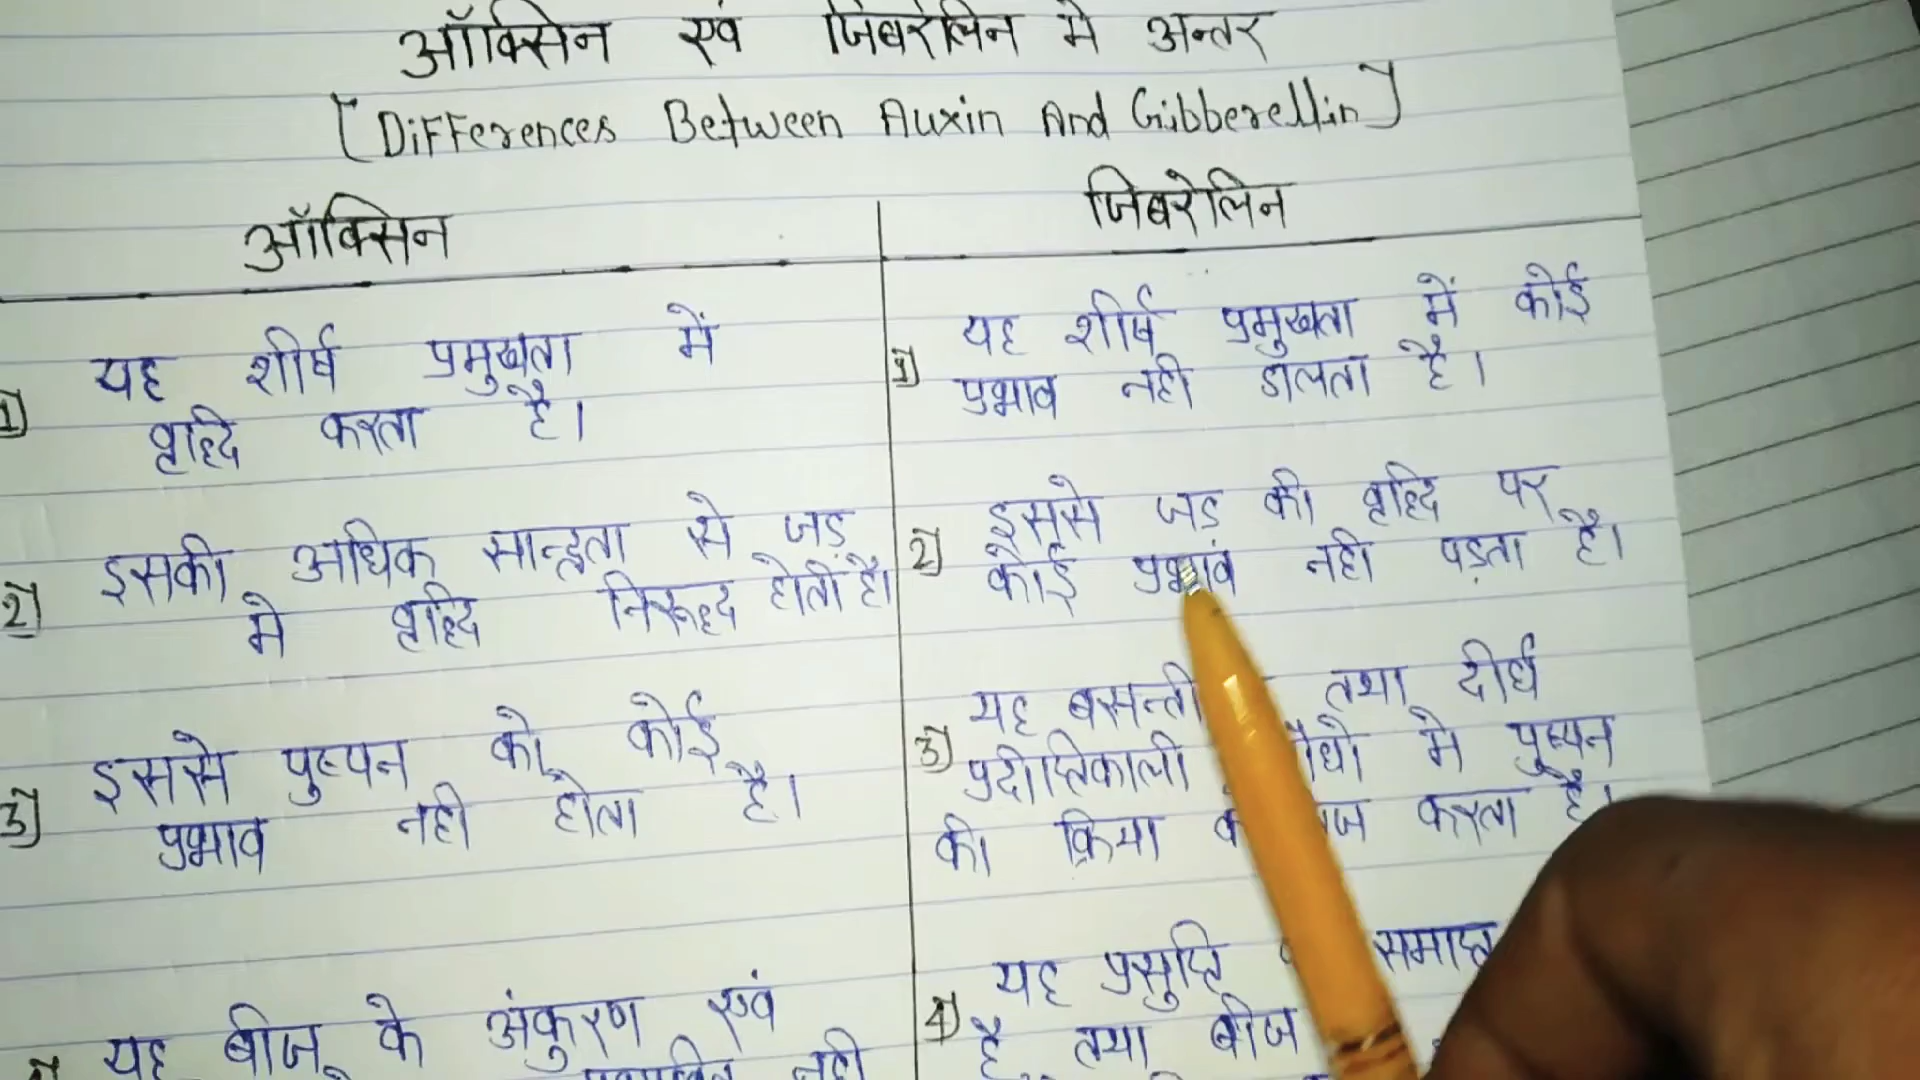 ऑक्सिन एवं जिबरेलिन मे अन्तर
[Differences Between Auxin And Gibberellin]
ऑक्सिन
जिबरेलिन
1) यह शीर्ष प्रमुखता में
वृद्दि करता है।
2) इसकी अधिक सान्द्रता से जड़
मे वृद्दि निरूद्द होती है।
3) इससे पुष्पन को कोई
प्रभाव नही होता है।
यह बीज के अंकुरण एवं
नही
1) यह शीर्ष प्रमुखता में कोई
प्रभाव नही डालता है।
2) इससे जड़ की वृद्दि पर
कोई प्रभाव नही पड़ता है।
3) यह तथा दीर्घ
प्रदीप्तिकाली मे पुष्पन
की क्रिया करता है।
4) यह प्रसुप्ति समाप्त
है, तथा बीज